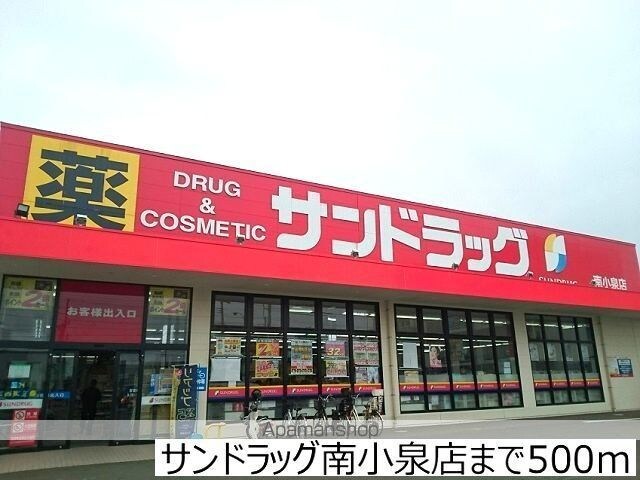 薬
DRUG
&
COSMETIC
サンドラッグ
SUNDRUG
南小泉店
お客様出入口
SUNDRUG
Apamanshop
サンドラッグ南小泉店まで500m